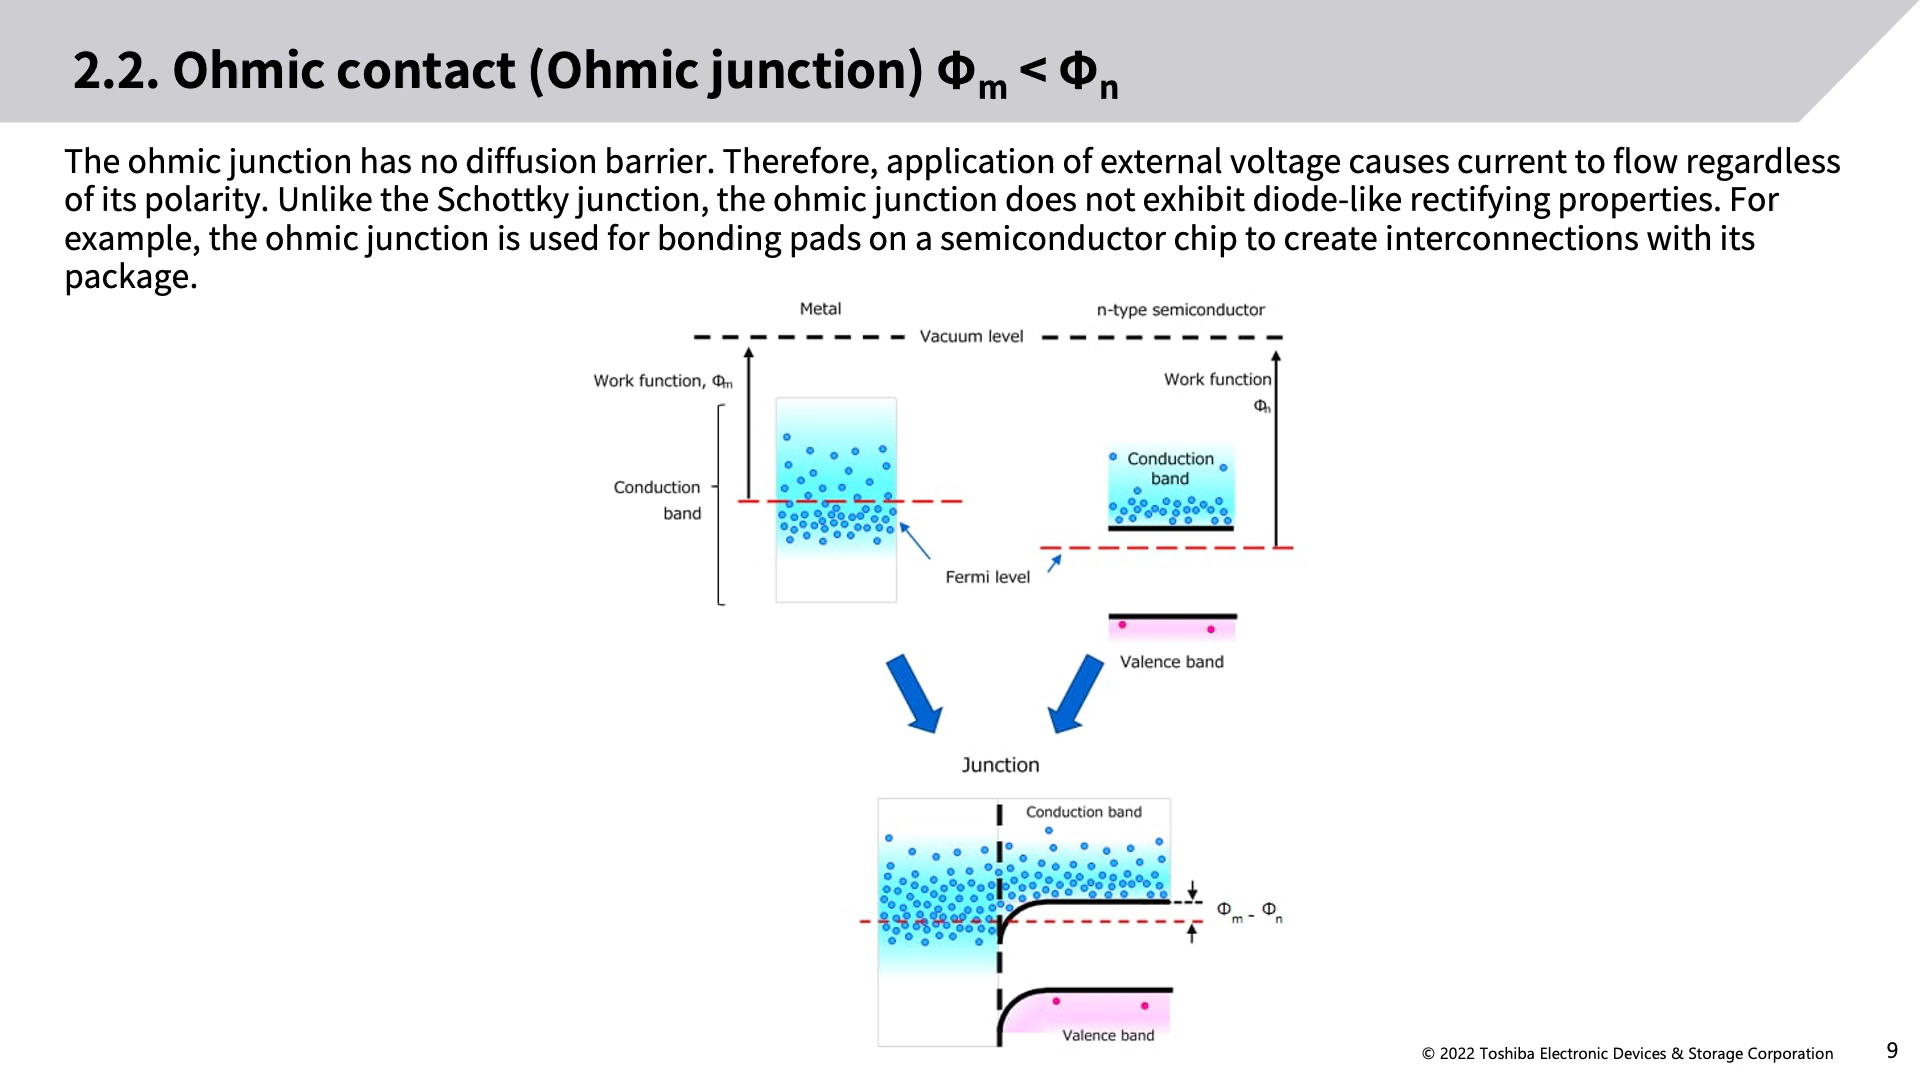 2.2. Ohmic contact (Ohmic junction) Φm < Φn
The ohmic junction has no diffusion barrier. Therefore, application of external voltage causes current to flow regardless
of its polarity. Unlike the Schottky junction, the ohmic junction does not exhibit diode-like rectifying properties. For
example, the ohmic junction is used for bonding pads on a semiconductor chip to create interconnections with its
package.
Metal
n-type semiconductor
Vacuum level
Work function, Φm
Work function
Φn
Conduction
band
Conduction
band
Fermi level
Valence band
Junction
Conduction band
Φm - Φn
Valence band
© 2022 Toshiba Electronic Devices & Storage Corporation
9